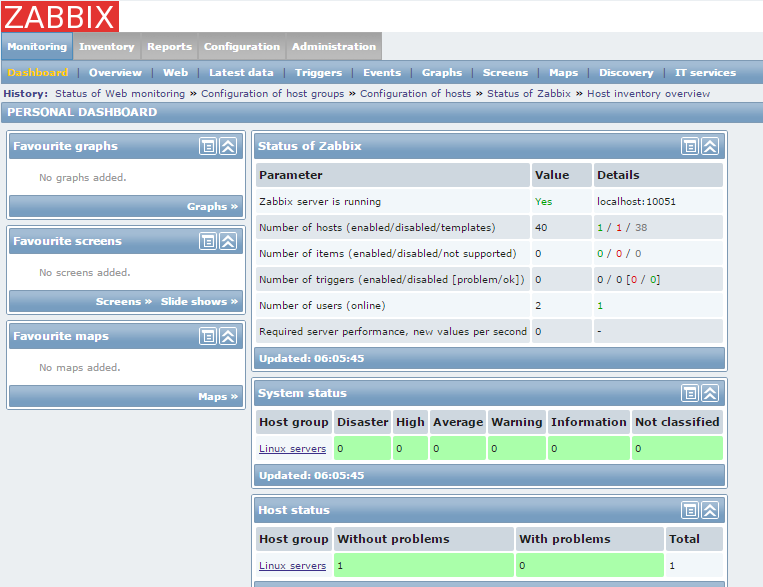 ZABBIX
Monitoring Inventory Reports Configuration Administration
Dashboard | Overview | Web | Latest data | Triggers | Events | Graphs | Screens | Maps | Discovery | IT services
History: Status of Web monitoring » Configuration of host groups » Configuration of hosts » Status of Zabbix » Host inventory overview
PERSONAL DASHBOARD
Favourite graphs
No graphs added.
Graphs »
Favourite screens
No screens added.
Screens » Slide shows »
Favourite maps
No maps added.
Maps »
Status of Zabbix
Parameter Value Details
Zabbix server is running Yes localhost:10051
Number of hosts (enabled/disabled/templates) 40 1 / 1 / 38
Number of items (enabled/disabled/not supported) 0 0 / 0 / 0
Number of triggers (enabled/disabled [problem/ok]) 0 0 / 0 [0 / 0]
Number of users (online) 2 1
Required server performance, new values per second 0 -
Updated: 06:05:45
System status
Host group Disaster High Average Warning Information Not classified
Linux servers 0 0 0 0 0 0
Updated: 06:05:45
Host status
Host group Without problems With problems Total
Linux servers 1 0 1